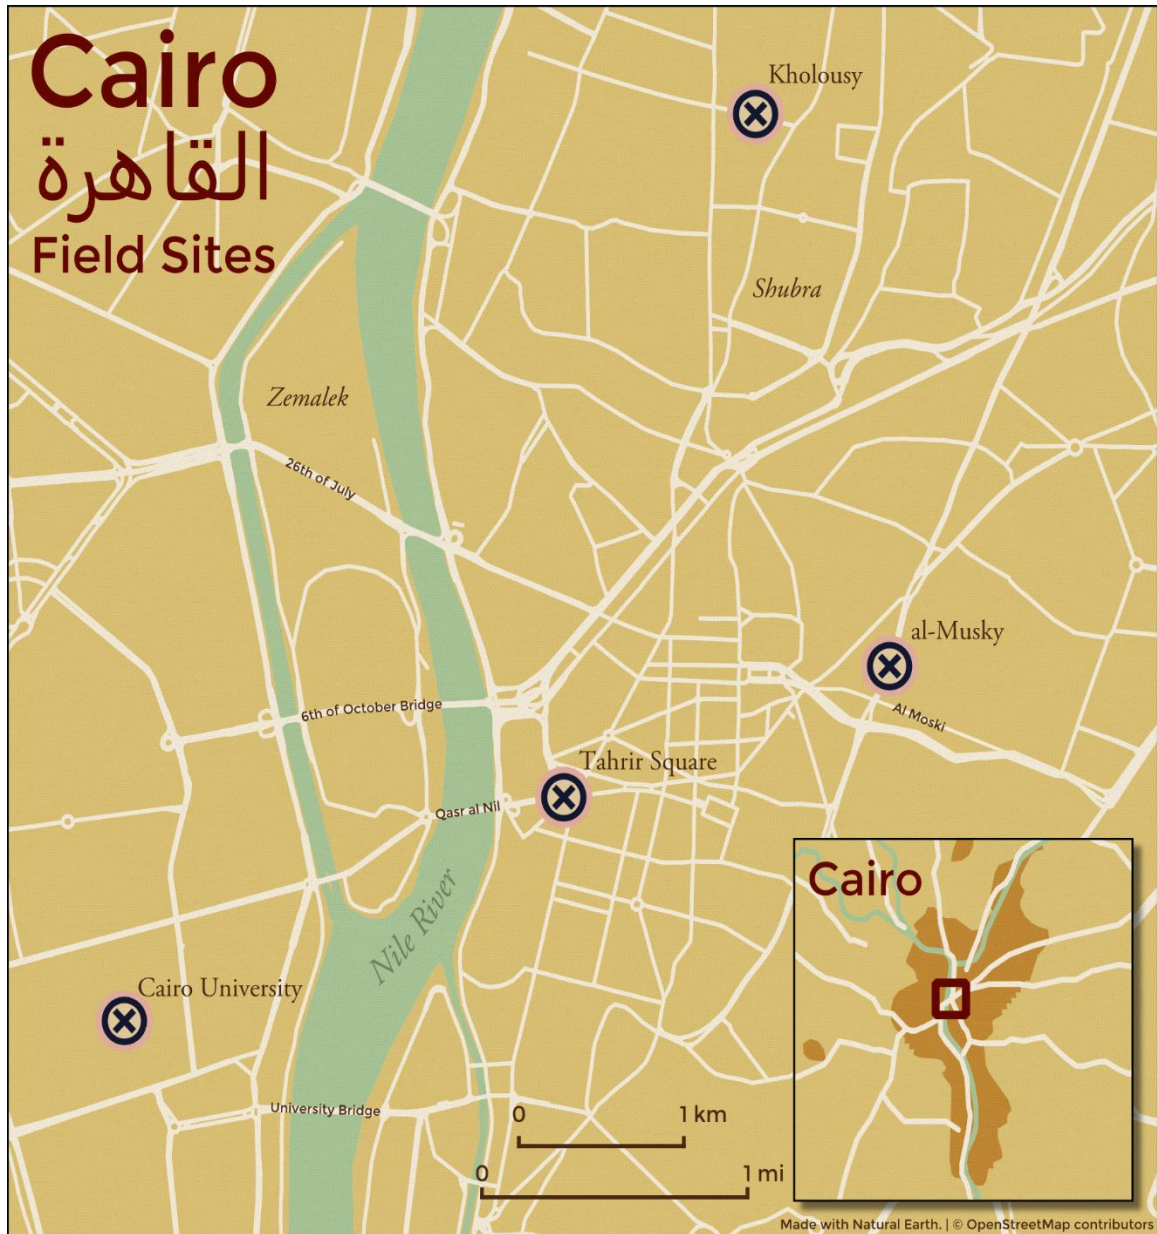 Cairo
القاهرة
Field Sites
Kholousy
Shubra
Zemalek
26th of July
al-Musky
Al Moski
6th of October Bridge
Tahrir Square
Qasr al Nil
Nile River
Cairo University
University Bridge
0 1 km
0 1 mi
Cairo
Made with Natural Earth. | © OpenStreetMap contributors